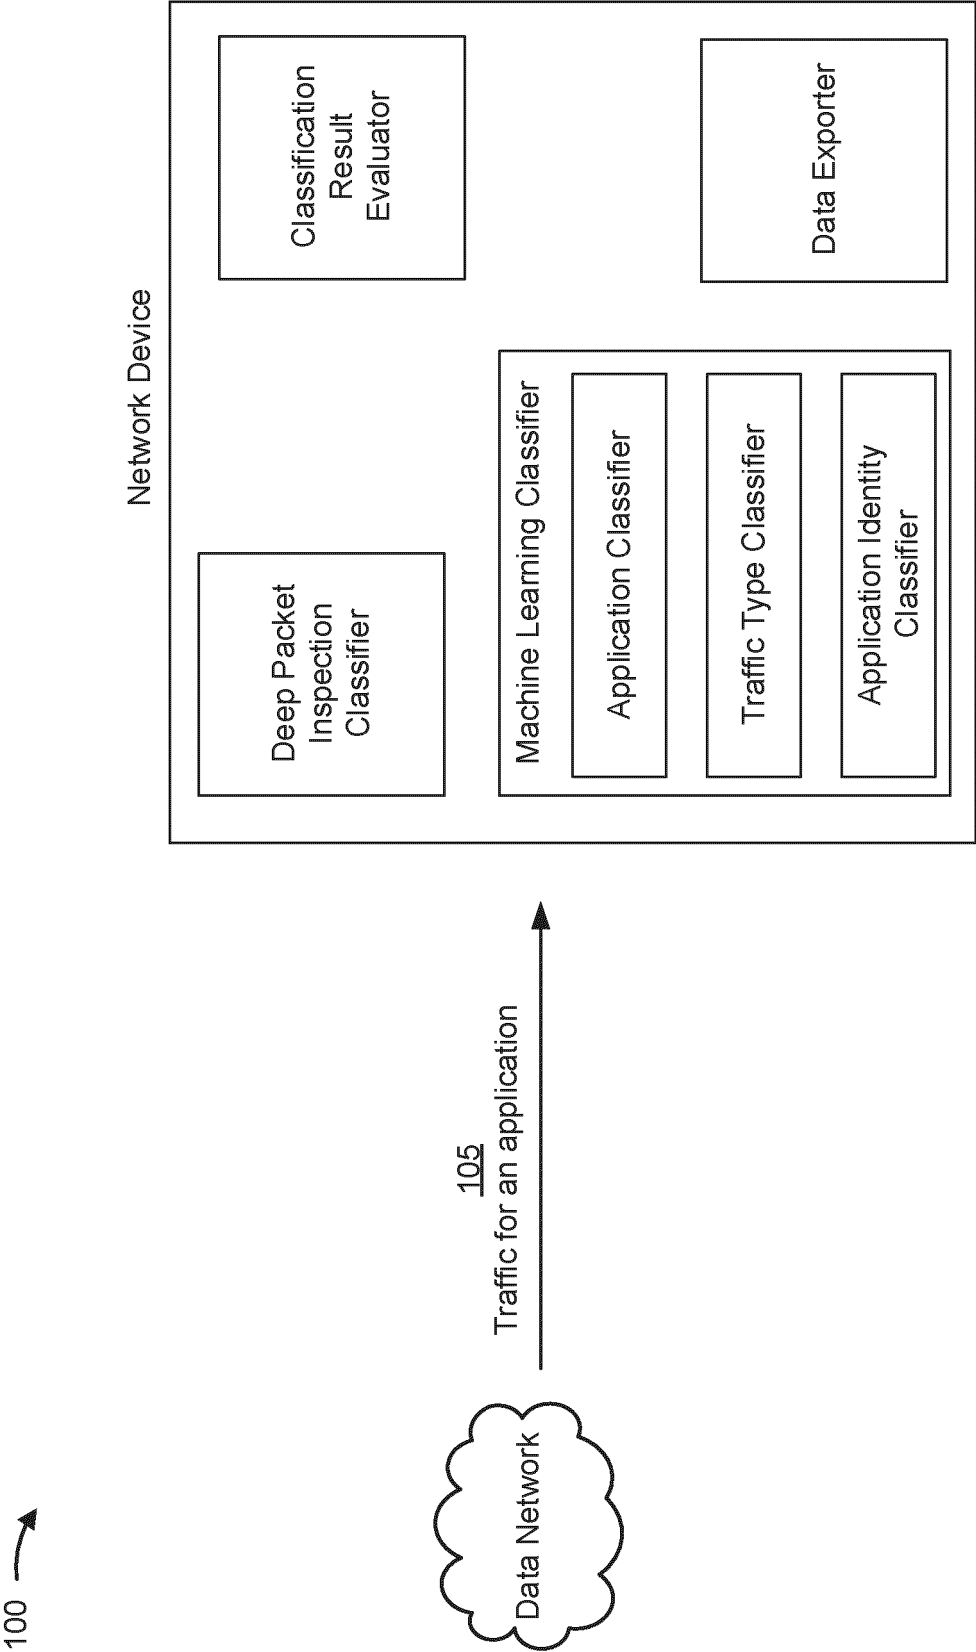 100
Network Device
Deep Packet
Inspection
Classifier
Classification
Result
Evaluator
105
Traffic for an application
Data Network
Machine Learning Classifier
Application Classifier
Traffic Type Classifier
Application Identity
Classifier
Data Exporter